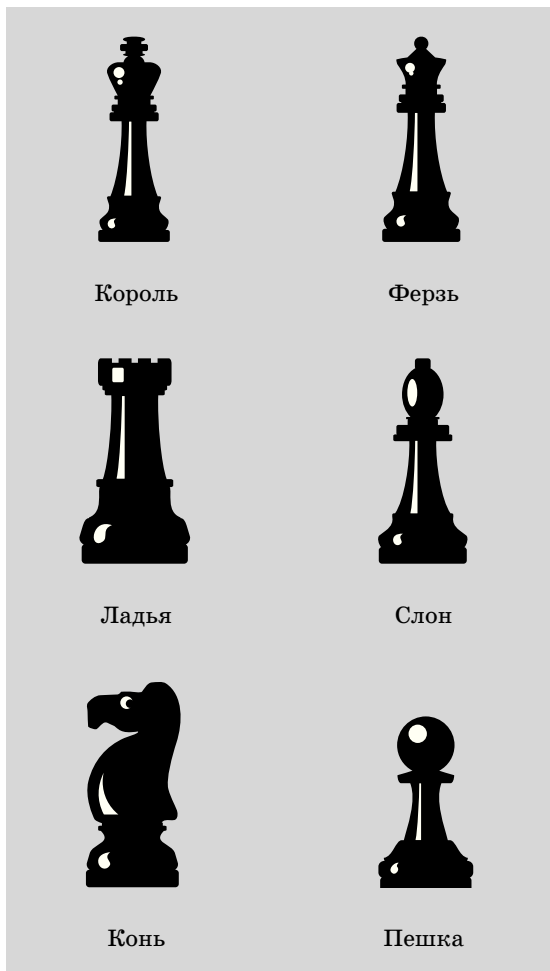 Король
Ферзь
Ладья
Слон
Конь
Пешка